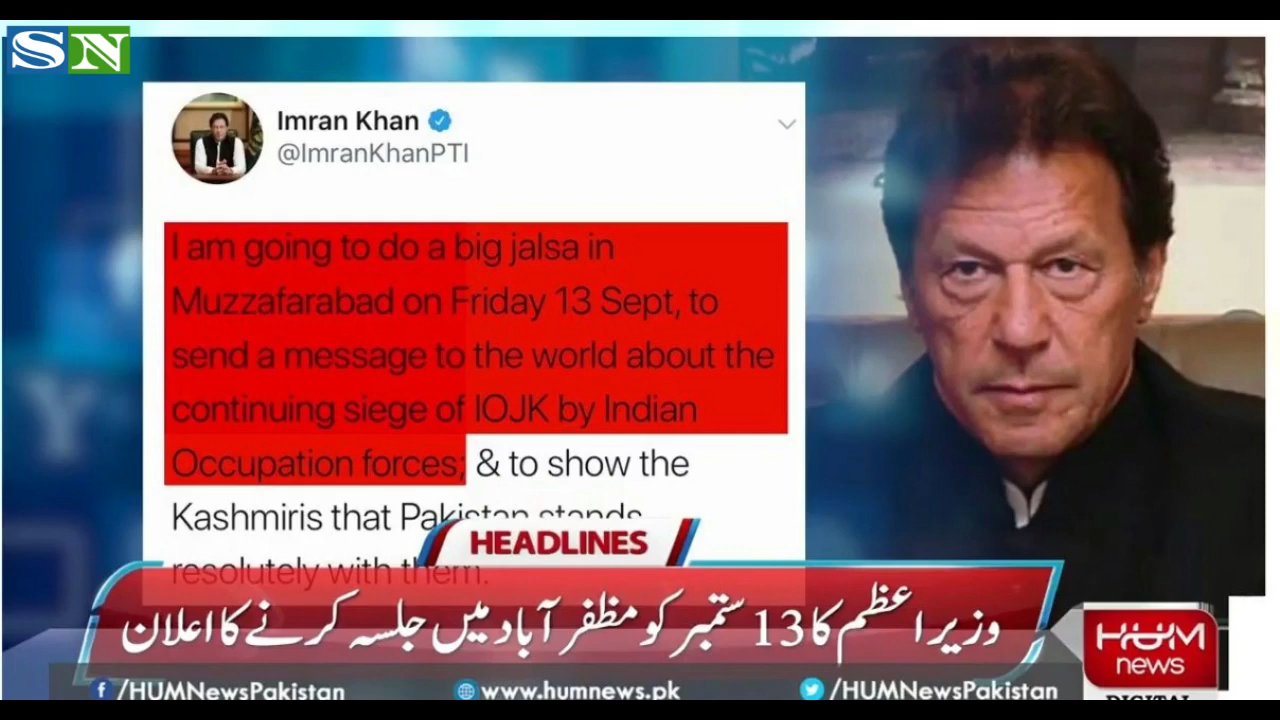 SN
Imran Khan
@ImranKhanPTI
I am going to do a big jalsa in
Muzzafarabad on Friday 13 Sept, to
send a message to the world about the
continuing siege of IOJK by Indian
Occupation forces; & to show the
Kashmiris that Pakistan stands
resolutely with them.
HEADLINES
وزیراعظم کا 13 ستمبر کو مظفرآباد میں جلسہ کرنے کا اعلان
HUM
news
DIGITAL
f /HUMNewsPakistan
www.humnews.pk
/HUMNewsPakistan